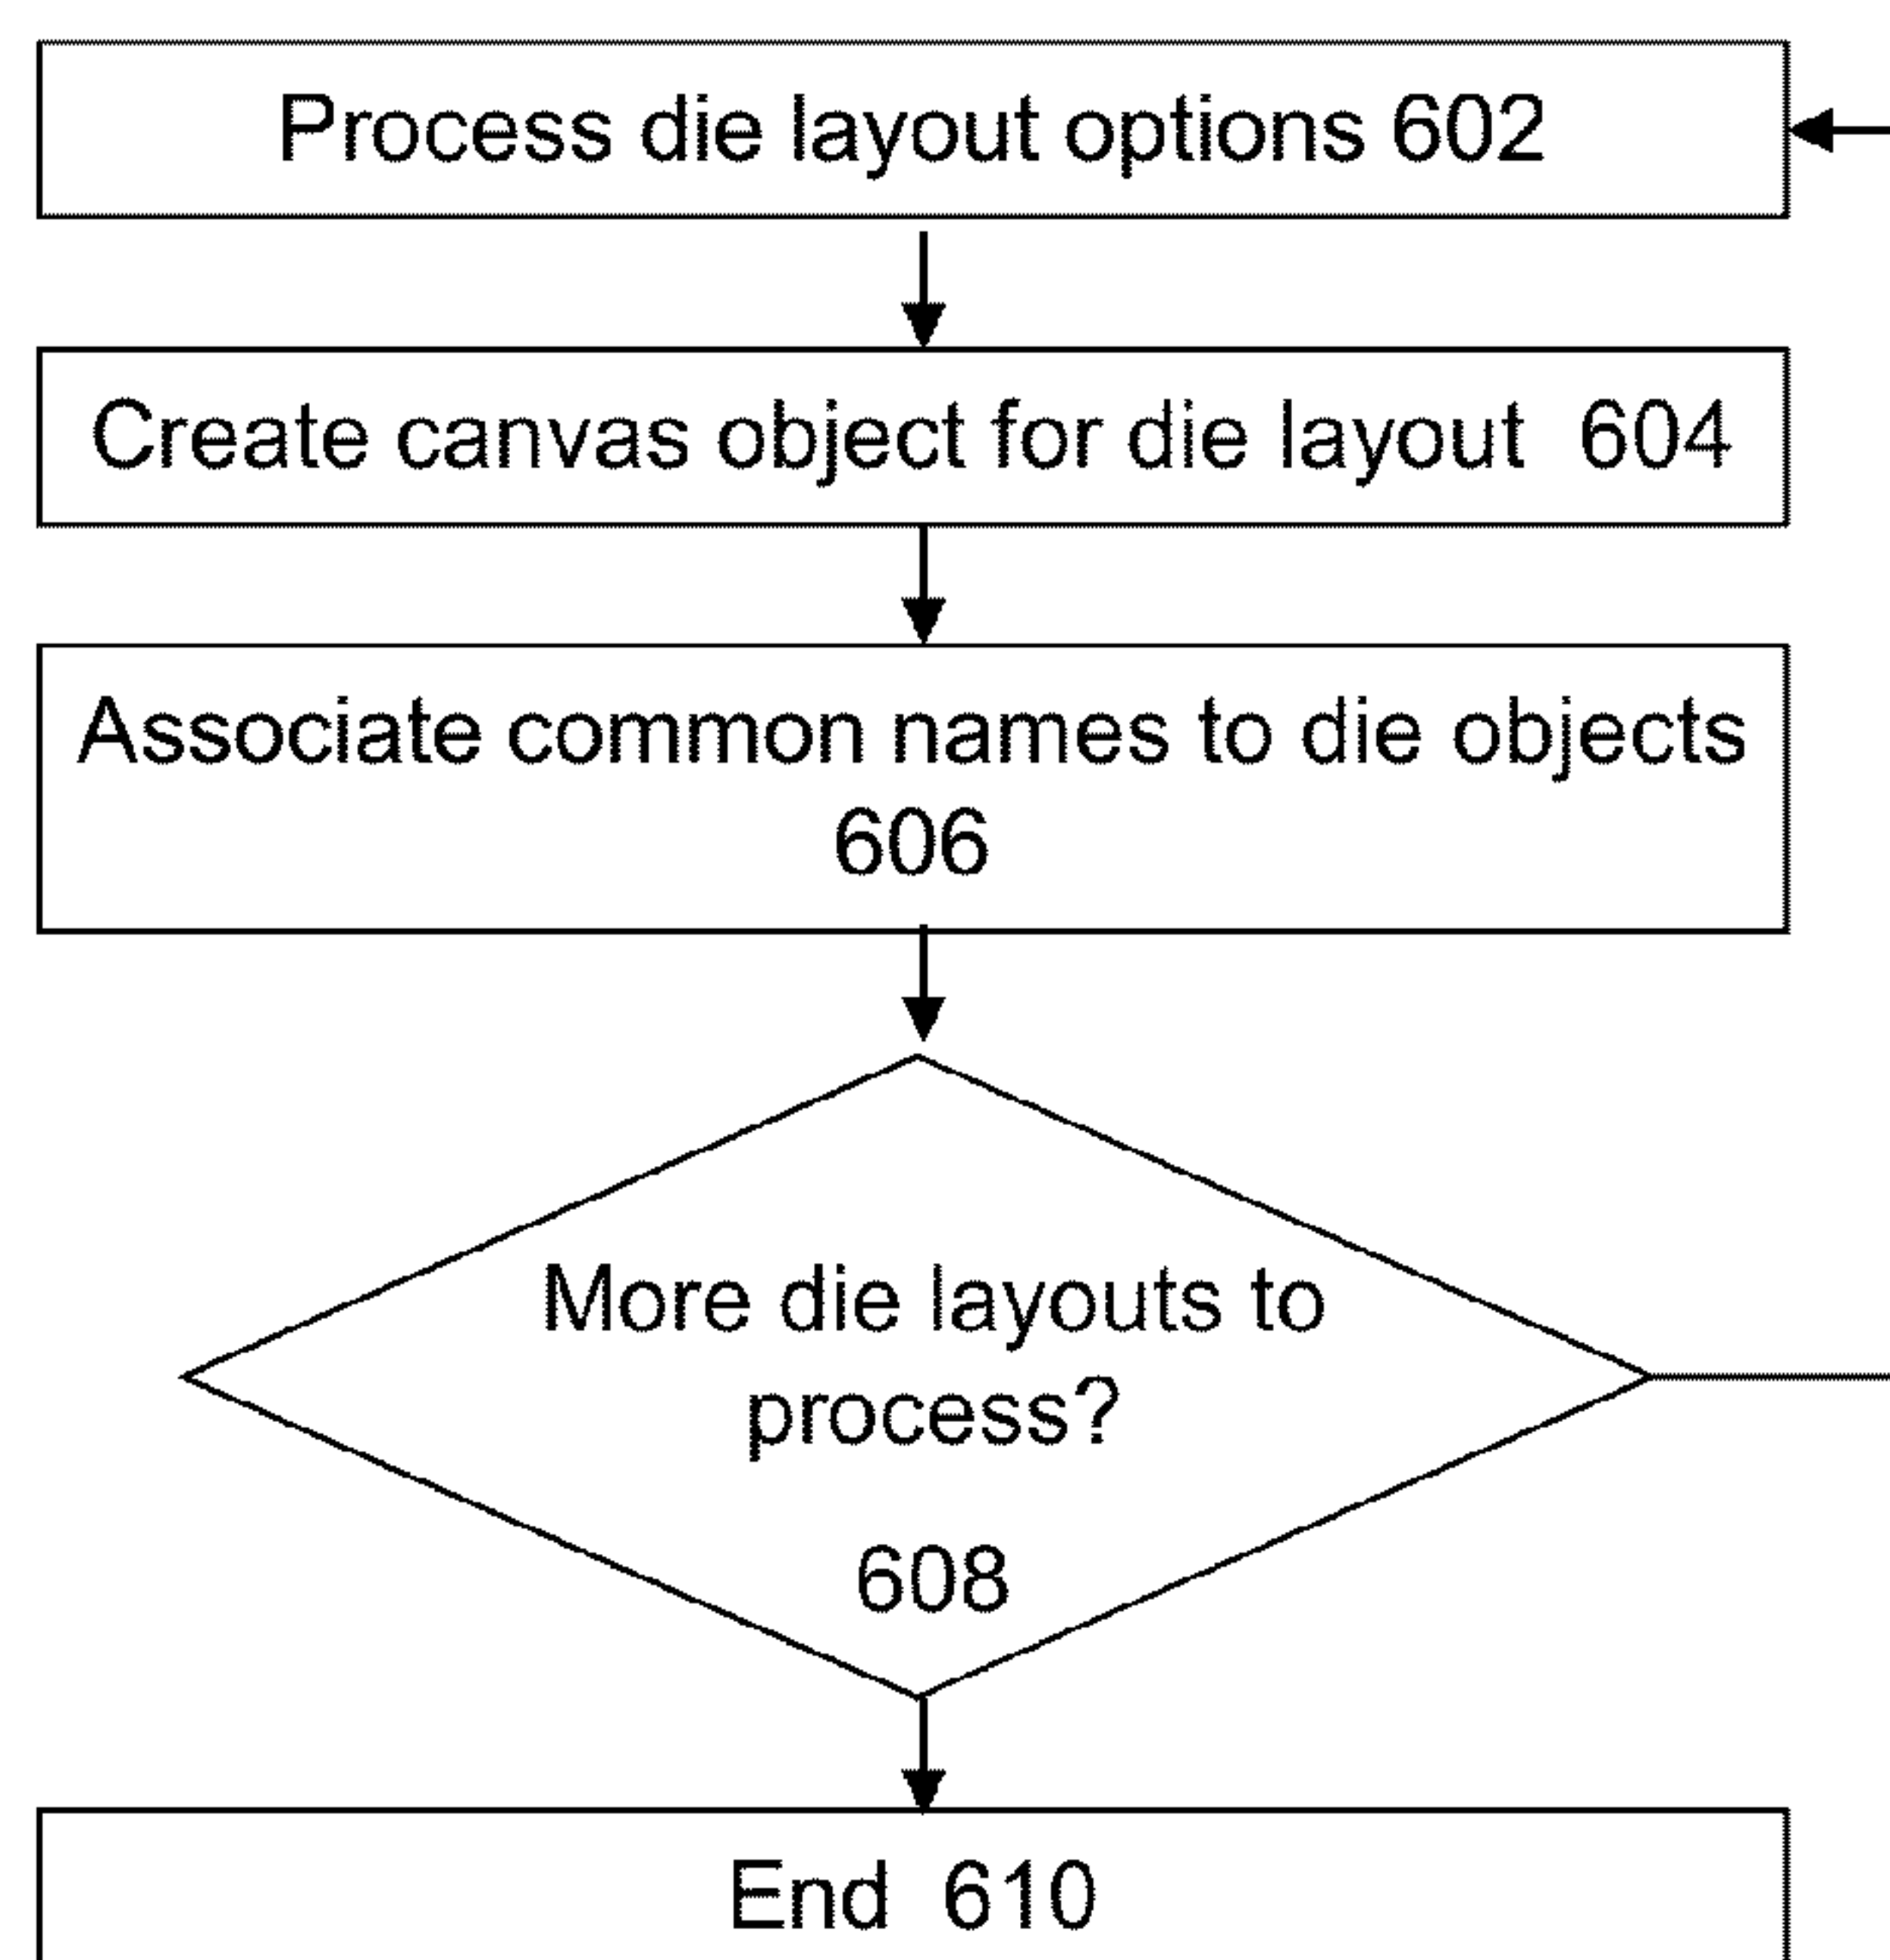 Process die layout options 602
Create canvas object for die layout 604
Associate common names to die objects
606
More die layouts to
process?
608
End 610